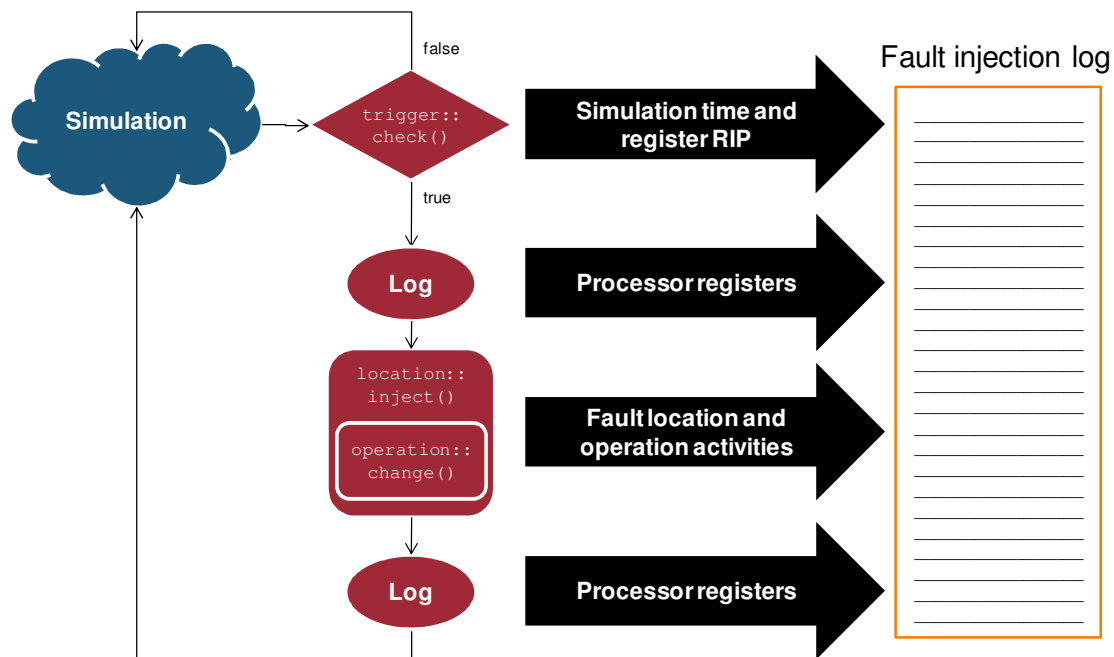 false
Fault injection log
Simulation
trigger::
check()
Simulation time and
register RIP
true
Log
Processor registers
location::
inject()
operation::
change()
Fault location and
operation activities
Log
Processor registers